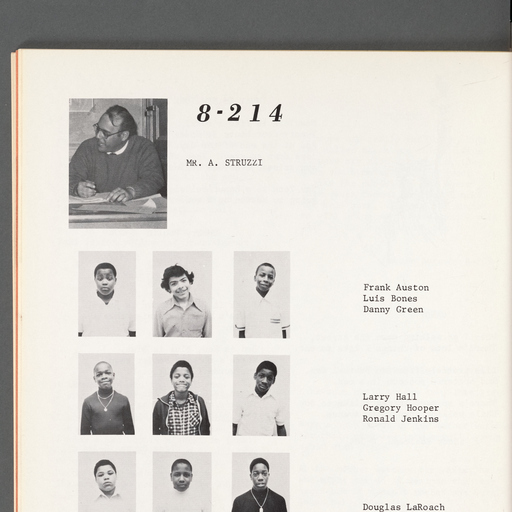 8-214
MR. A. STRUZZI
Frank Auston
Luis Bones
Danny Green
Larry Hall
Gregory Hooper
Ronald Jenkins
Douglas LaRoach